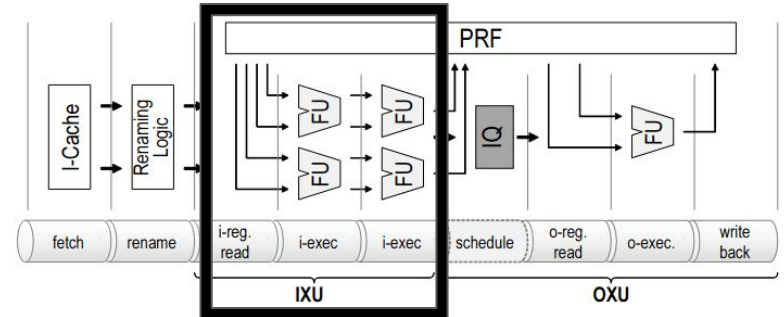 PRF
I-Cache
Renaming
Logic
FU
FU
FU
FU
IQ
FU
fetch
rename
i-reg.
read
i-exec
i-exec
schedule
o-reg.
read
o-exec.
write
back
IXU
OXU